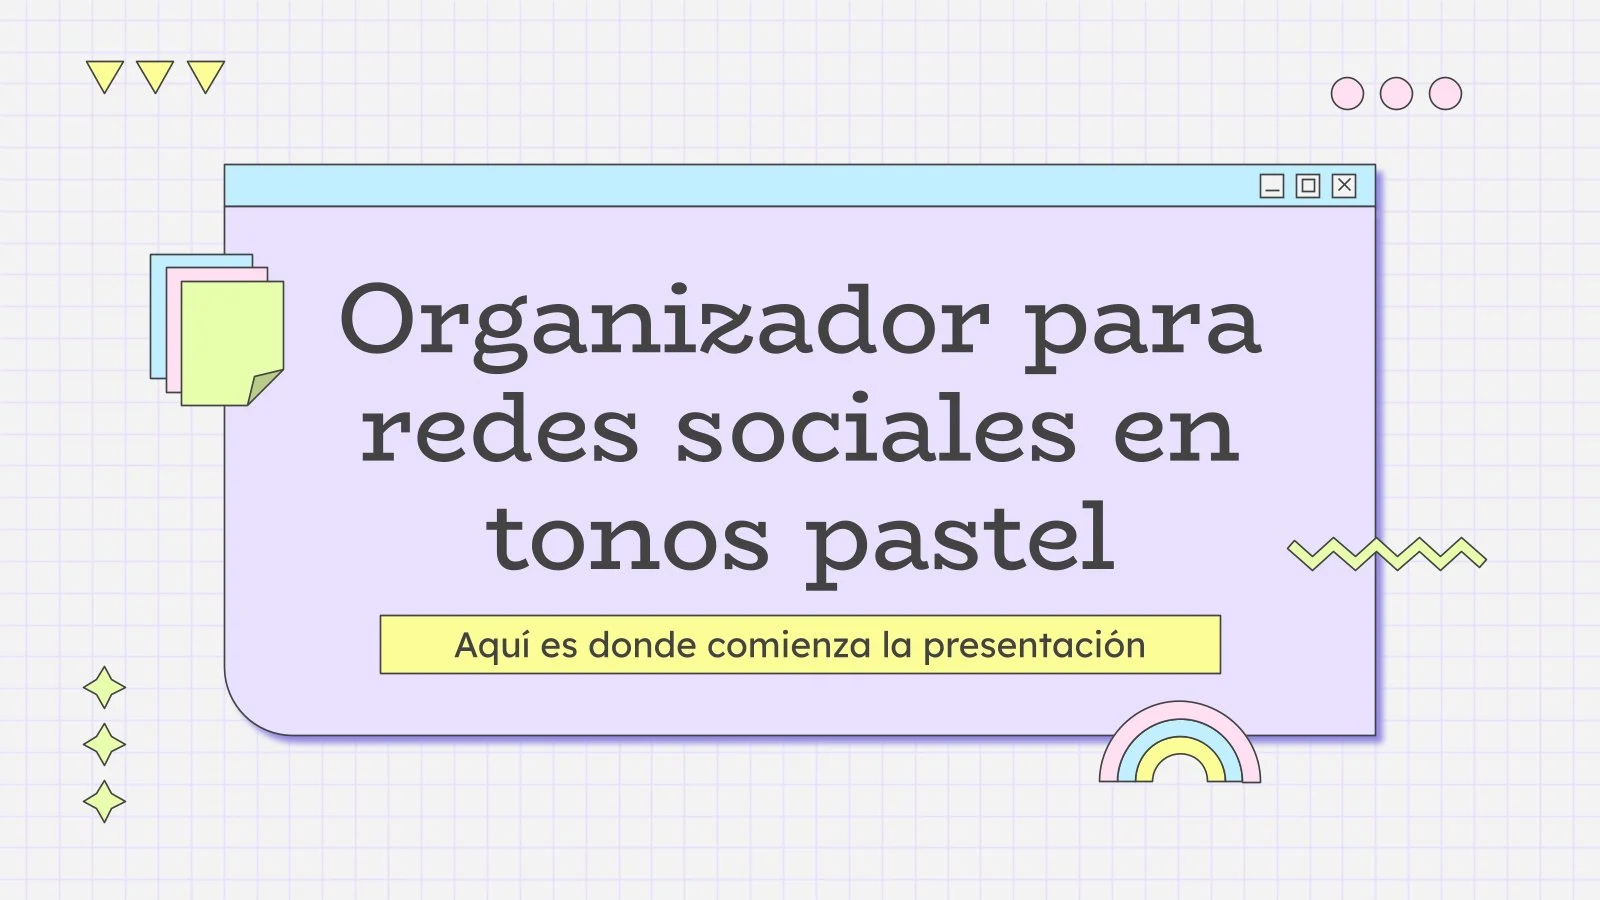 Organizador para
redes sociales en
tonos pastel
Aquí es donde comienza la presentación